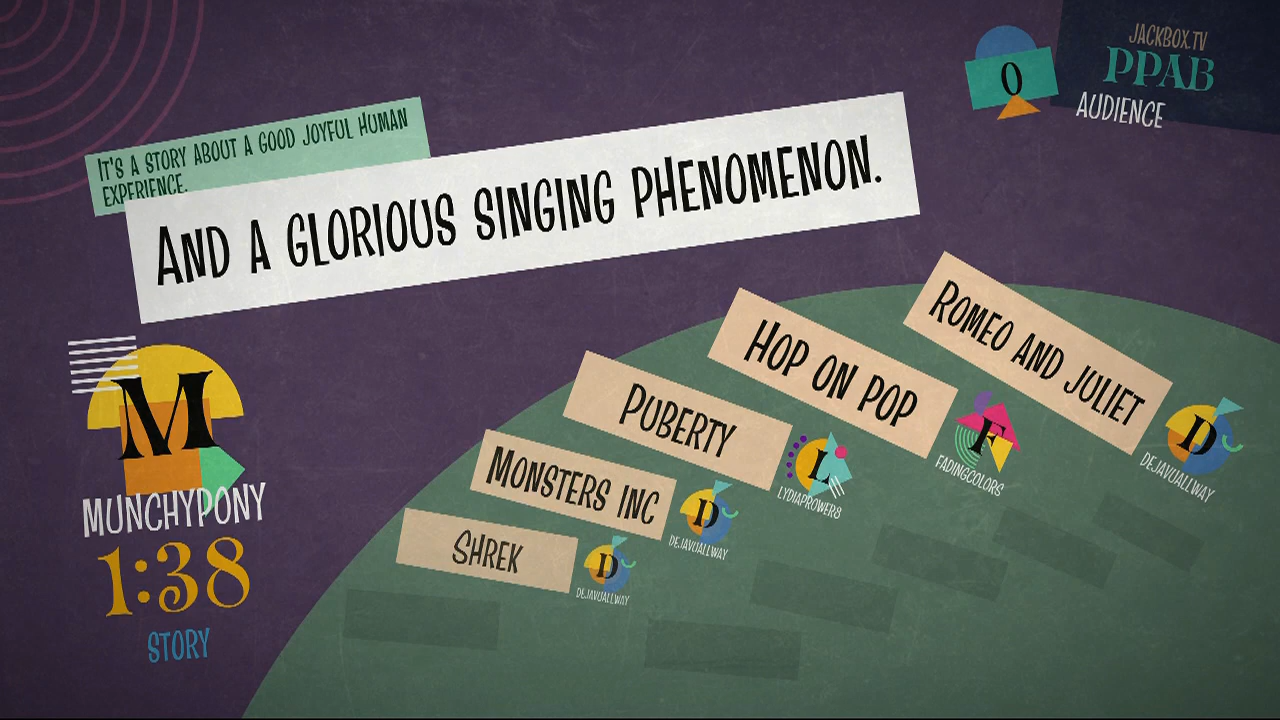 JACKBOX.TV
PPAB
0
AUDIENCE
IT'S A STORY ABOUT A GOOD JOYFUL HUMAN
EXPERIENCE.
AND A GLORIOUS SINGING PHENOMENON.
ROMEO AND JULIET
D
DEJAVUALLWAY
HOP ON POP
F
FADINGCOLORS
PUBERTY
L
LYDIAPROWER8
MONSTERS INC
D
DEJAVUALLWAY
SHREK
D
DEJAVUALLWAY
M
MUNCHYPONY
1:38
STORY